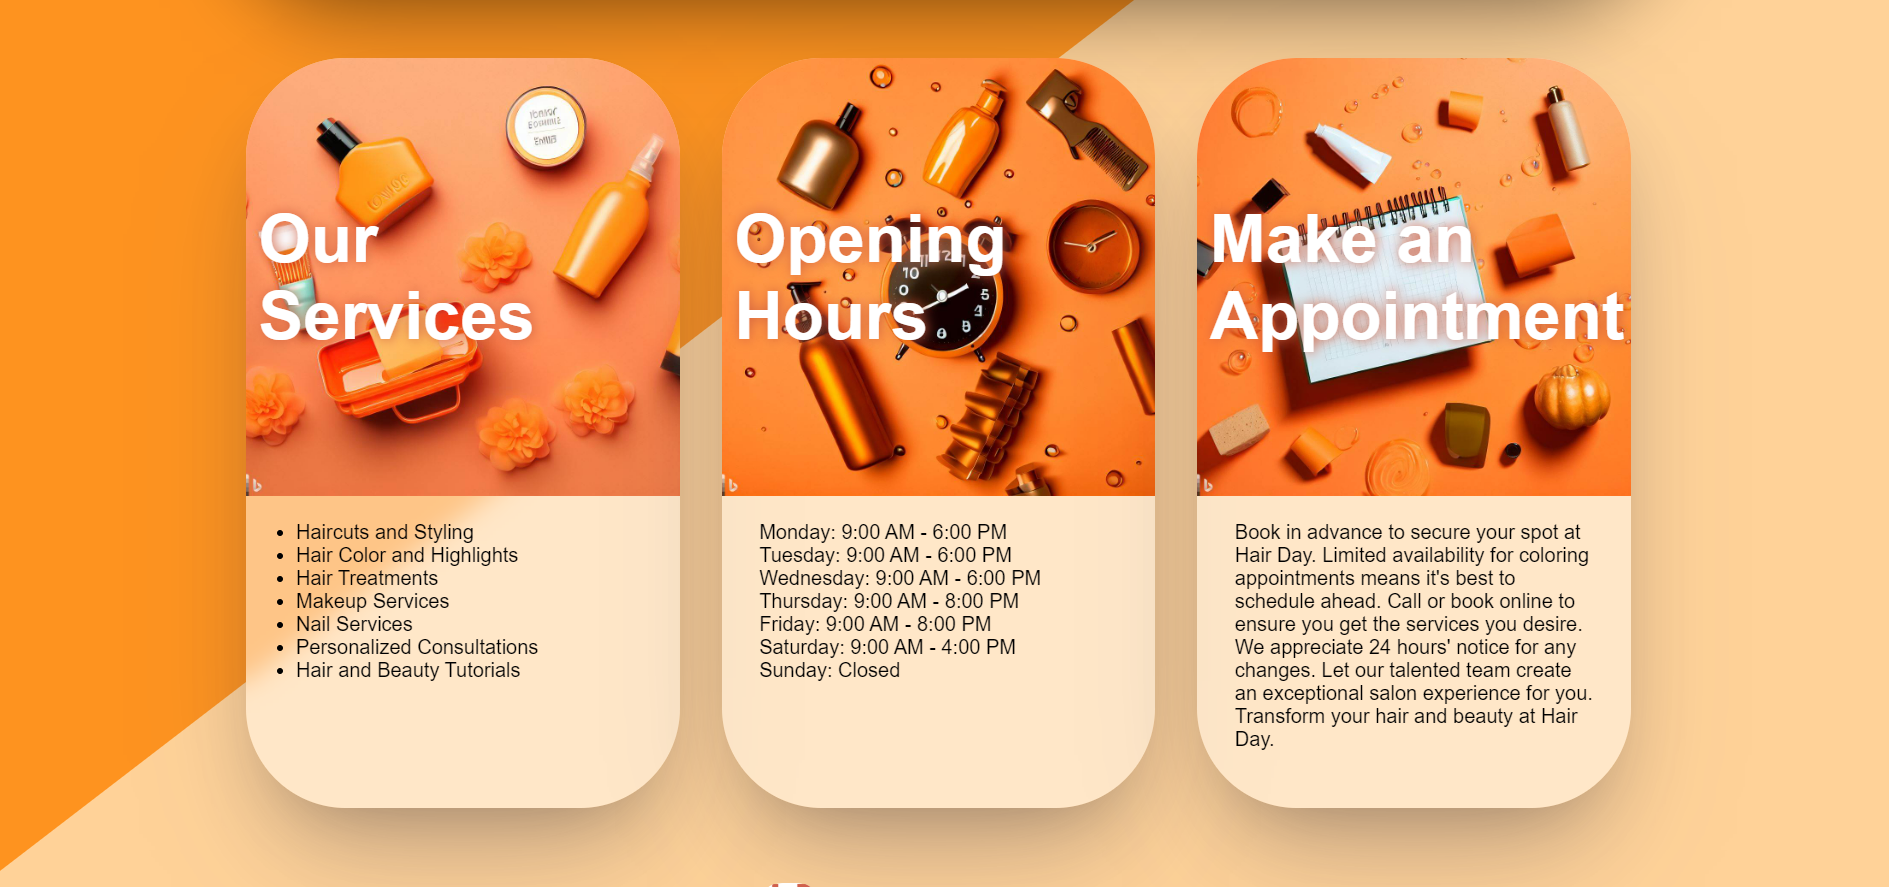 Our
Services
Haircuts and Styling
Hair Color and Highlights
Hair Treatments
Makeup Services
Nail Services
Personalized Consultations
Hair and Beauty Tutorials
Opening
Hours
Monday: 9:00 AM - 6:00 PM
Tuesday: 9:00 AM - 6:00 PM
Wednesday: 9:00 AM - 6:00 PM
Thursday: 9:00 AM - 8:00 PM
Friday: 9:00 AM - 8:00 PM
Saturday: 9:00 AM - 4:00 PM
Sunday: Closed
Make an
Appointment
Book in advance to secure your spot at
Hair Day. Limited availability for coloring
appointments means it's best to
schedule ahead. Call or book online to
ensure you get the services you desire.
We appreciate 24 hours' notice for any
changes. Let our talented team create
an exceptional salon experience for you.
Transform your hair and beauty at Hair
Day.